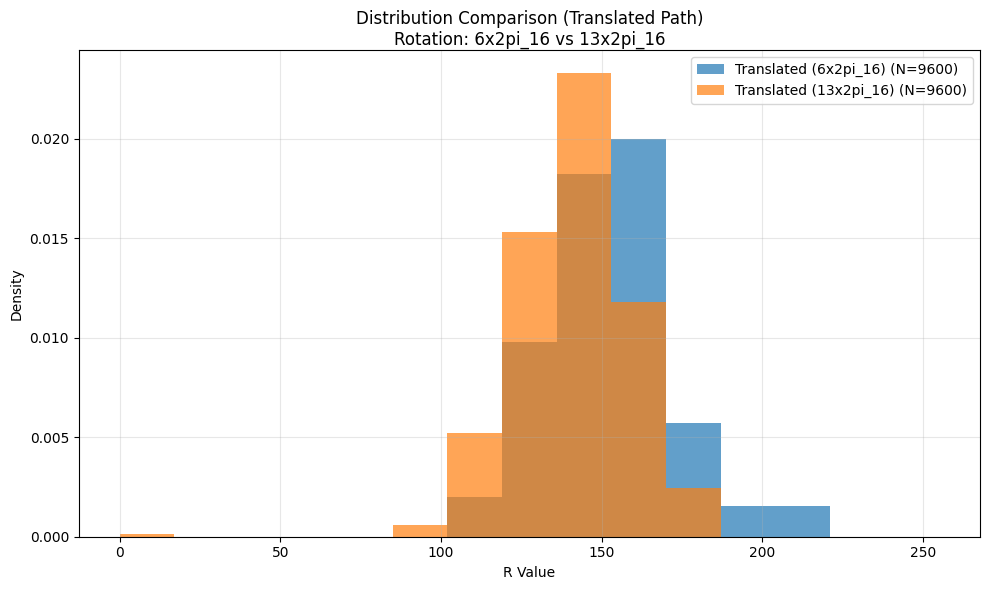 Distribution Comparison (Translated Path)
Rotation: 6x2pi_16 vs 13x2pi_16
Translated (6x2pi_16) (N=9600)
Translated (13x2pi_16) (N=9600)
Density
0.020
0.015
0.010
0.005
0.000
0 50 100 150 200 250
R Value